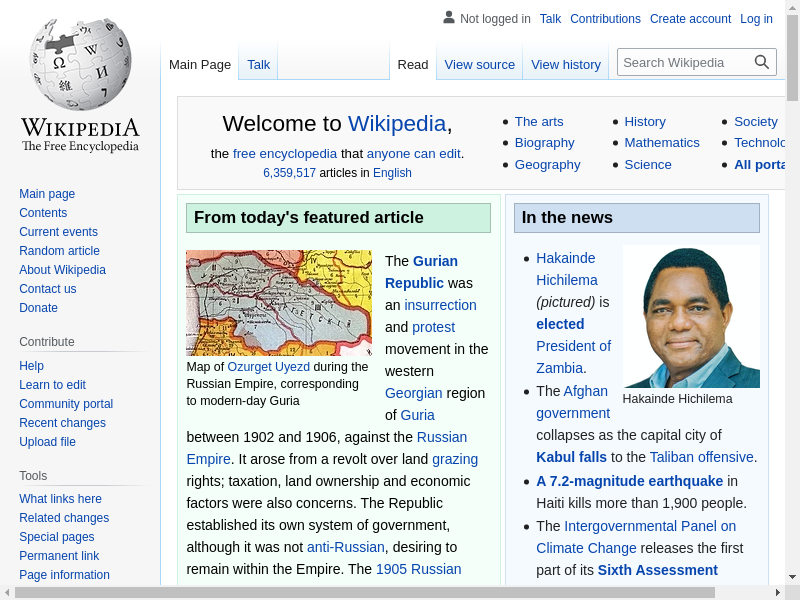 Not logged in Talk Contributions Create account Log in
Main Page Talk Read View source View history Search Wikipedia
WIKIPEDIA
The Free Encyclopedia
Main page
Contents
Current events
Random article
About Wikipedia
Contact us
Donate
Contribute
Help
Learn to edit
Community portal
Recent changes
Upload file
Tools
What links here
Related changes
Special pages
Permanent link
Page information
Welcome to Wikipedia,
the free encyclopedia that anyone can edit.
6,359,517 articles in English
The arts
Biography
Geography
History
Mathematics
Science
Society
Technolo
All porta
From today's featured article
Map of Ozurget Uyezd during the
Russian Empire, corresponding
to modern-day Guria
The Gurian
Republic was
an insurrection
and protest
movement in the
western
Georgian region
of Guria
between 1902 and 1906, against the Russian
Empire. It arose from a revolt over land grazing
rights; taxation, land ownership and economic
factors were also concerns. The Republic
established its own system of government,
although it was not anti-Russian, desiring to
remain within the Empire. The 1905 Russian
In the news
Hakainde
Hichilema
(pictured) is
elected
President of
Zambia.
Hakainde Hichilema
The Afghan
government
collapses as the capital city of
Kabul falls to the Taliban offensive.
A 7.2-magnitude earthquake in
Haiti kills more than 1,900 people.
The Intergovernmental Panel on
Climate Change releases the first
part of its Sixth Assessment